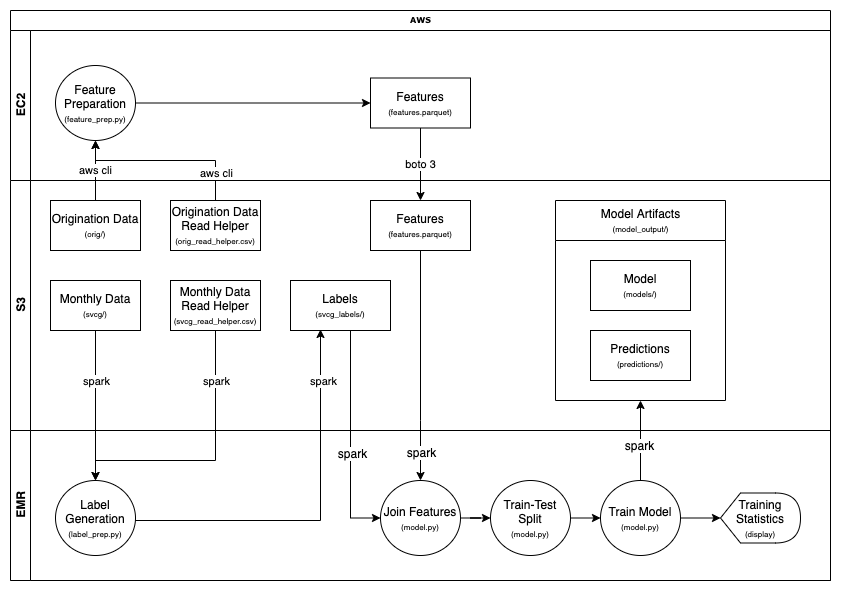 AWS
EC2
Feature
Preparation
(feature_prep.py)
Features
(features.parquet)
aws cli
aws cli
boto 3
S3
Origination Data
(orig/)
Origination Data
Read Helper
(orig_read_helper.csv)
Features
(features.parquet)
Model Artifacts
(model_output/)
Monthly Data
(svcg/)
Monthly Data
Read Helper
(svcg_read_helper.csv)
Labels
(svcg_labels/)
Model
(models/)
Predictions
(predictions/)
spark
spark
spark
EMR
spark
spark
spark
Label
Generation
(label_prep.py)
Join Features
(model.py)
Train-Test
Split
(model.py)
Train Model
(model.py)
Training
Statistics
(display)